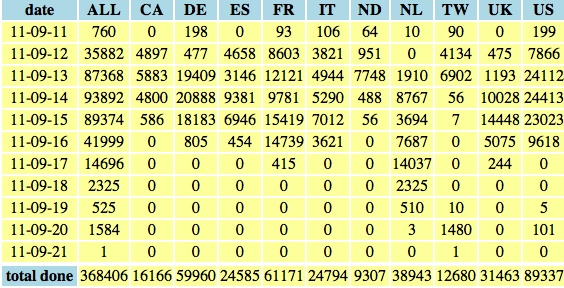 date ALL CA DE ES FR IT ND NL TW UK US
11-09-11 760 0 198 0 93 106 64 10 90 0 199
11-09-12 35882 4897 477 4658 8603 3821 951 0 4134 475 7866
11-09-13 87368 5883 19409 3146 12121 4944 7748 1910 6902 1193 24112
11-09-14 93892 4800 20888 9381 9781 5290 488 8767 56 10028 24413
11-09-15 89374 586 18183 6946 15419 7012 56 3694 7 14448 23023
11-09-16 41999 0 805 454 14739 3621 0 7687 0 5075 9618
11-09-17 14696 0 0 0 415 0 0 14037 0 244 0
11-09-18 2325 0 0 0 0 0 0 2325 0 0 0
11-09-19 525 0 0 0 0 0 0 510 10 0 5
11-09-20 1584 0 0 0 0 0 0 3 1480 0 101
11-09-21 1 0 0 0 0 0 0 0 1 0 0
total done 368406 16166 59960 24585 61171 24794 9307 38943 12680 31463 89337